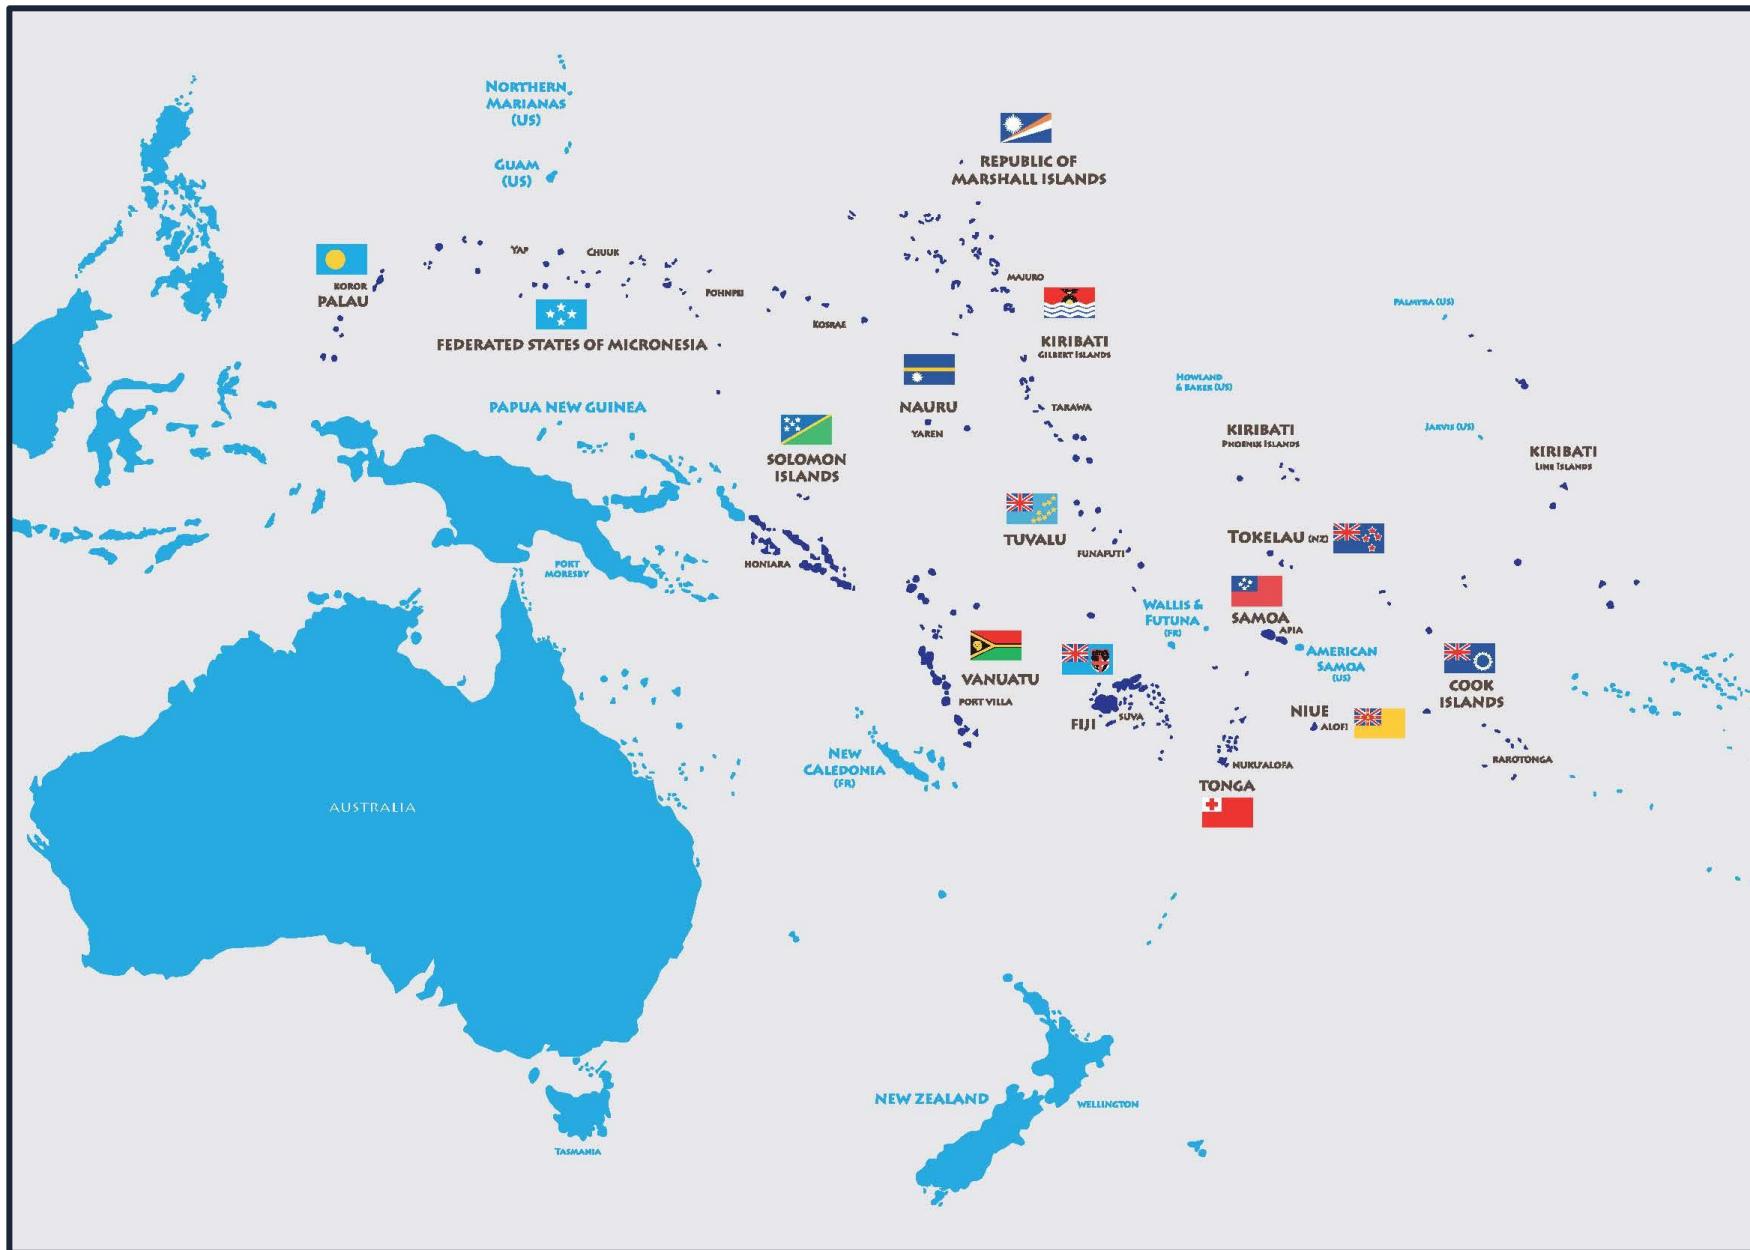 NORTHERN
MARIANAS
(US)
GUAM
(US)
REPUBLIC OF
MARSHALL ISLANDS
YAP
CHUUK
KOROR
PALAU
POHNPEI
MAJURO
KOSRAE
FEDERATED STATES OF MICRONESIA
KIRIBATI
GILBERT ISLANDS
PALMYRA (US)
HOWLAND
& BAKER (US)
PAPUA NEW GUINEA
NAURU
YAREN
TARAWA
KIRIBATI
PHOENIX ISLANDS
JARVIS (US)
KIRIBATI
LINE ISLANDS
SOLOMON
ISLANDS
TUVALU
FUNAFUTI
TOKELAU (NZ)
HONIARA
PORT
MORESBY
WALLIS &
FUTUNA
(FR)
SAMOA
APIA
AMERICAN
SAMOA
(US)
VANUATU
PORT VILLA
FIJI
SUVA
COOK
ISLANDS
NIUE
ALOFI
NEW
CALEDONIA
(FR)
NUKU'ALOFA
TONGA
RAROTONGA
AUSTRALIA
NEW ZEALAND
WELLINGTON
TASMANIA